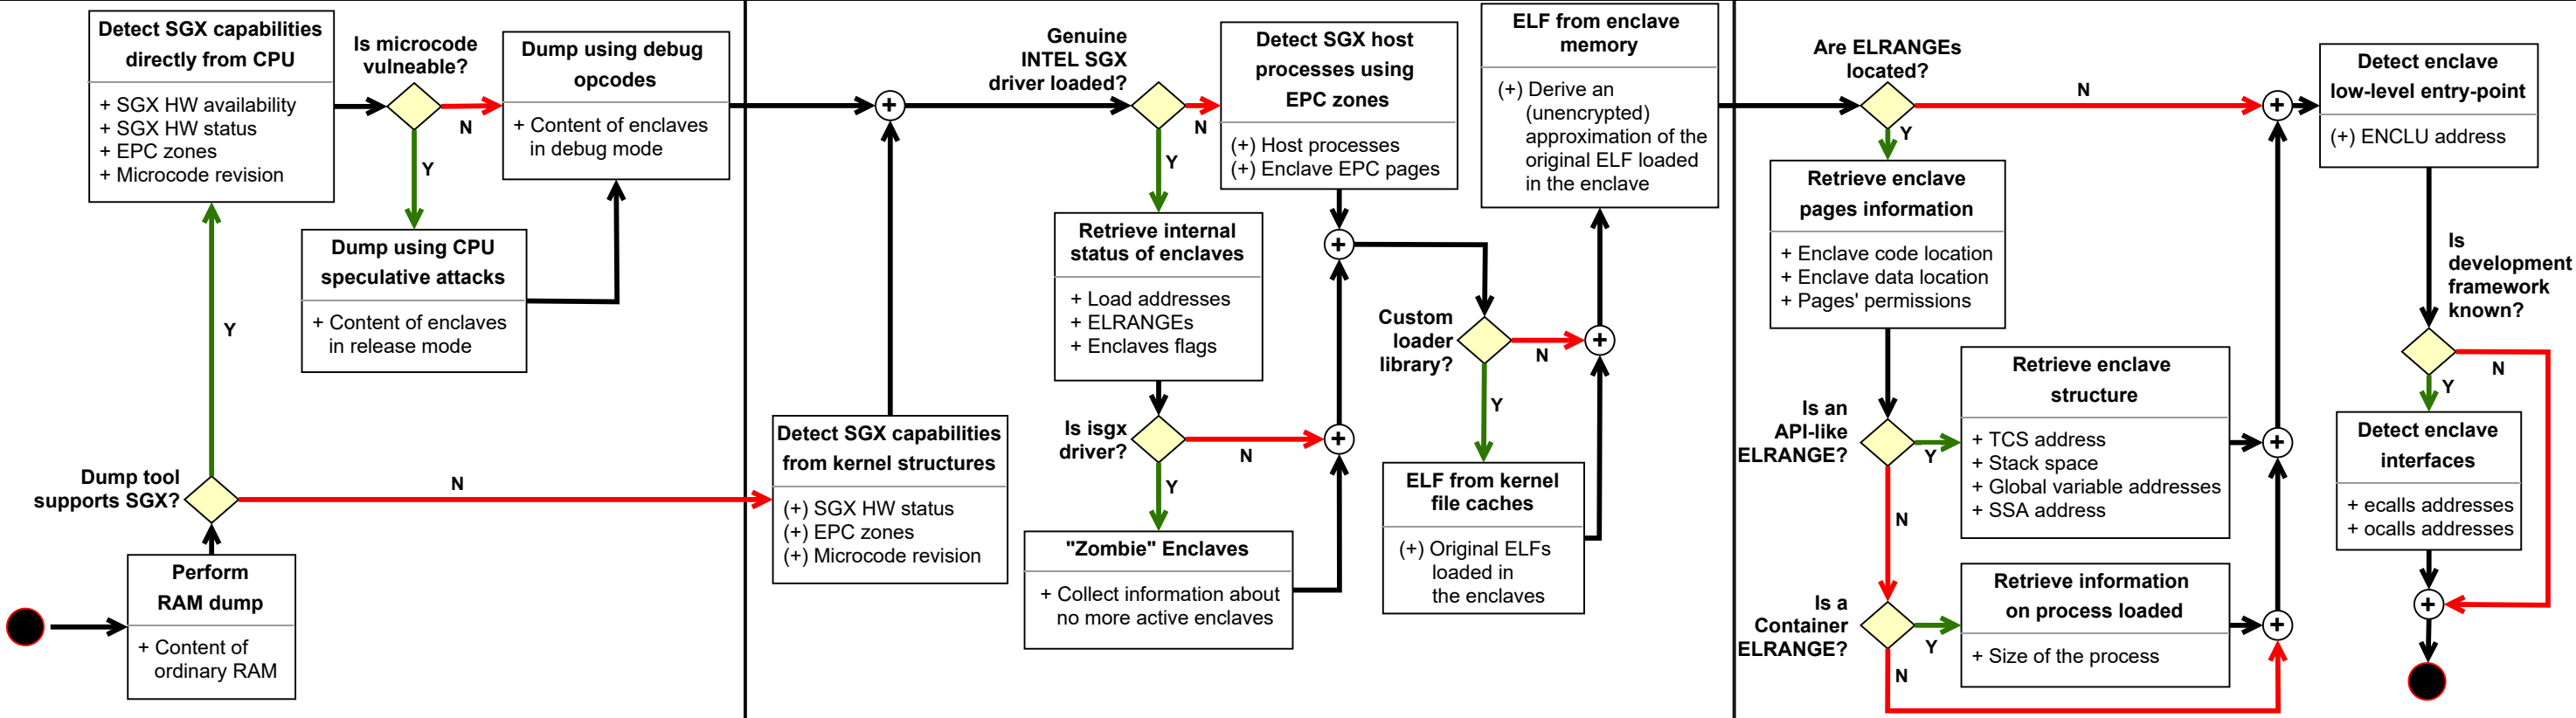 Detect SGX capabilities
directly from CPU
+ SGX HW availability
+ SGX HW status
+ EPC zones
+ Microcode revision
Is microcode
vulneable?
N
Y
Dump using debug
opcodes
+ Content of enclaves
in debug mode
Dump using CPU
speculative attacks
+ Content of enclaves
in release mode
Y
Dump tool
supports SGX?
N
Perform
RAM dump
+ Content of
ordinary RAM
Detect SGX capabilities
from kernel structures
(+) SGX HW status
(+) EPC zones
(+) Microcode revision
+
Genuine
INTEL SGX
driver loaded?
N
Y
Detect SGX host
processes using
EPC zones
(+) Host processes
(+) Enclave EPC pages
Retrieve internal
status of enclaves
+ Load addresses
+ ELRANGEs
+ Enclaves flags
Is isgx
driver?
N
Y
"Zombie" Enclaves
+ Collect information about
no more active enclaves
+
+
Custom
loader
library?
N
Y
+
ELF from kernel
file caches
(+) Original ELFs
loaded in
the enclaves
ELF from enclave
memory
(+) Derive an
(unencrypted)
approximation of the
original ELF loaded
in the enclave
Are ELRANGEs
located?
N
Y
Retrieve enclave
pages information
+ Enclave code location
+ Enclave data location
+ Pages' permissions
Is an
API-like
ELRANGE?
Y
N
Retrieve enclave
structure
+ TCS address
+ Stack space
+ Global variable addresses
+ SSA address
+
Is a
Container
ELRANGE?
Y
N
Retrieve information
on process loaded
+ Size of the process
+
+
Detect enclave
low-level entry-point
(+) ENCLU address
Is
development
framework
known?
N
Y
Detect enclave
interfaces
+ ecalls addresses
+ ocalls addresses
+